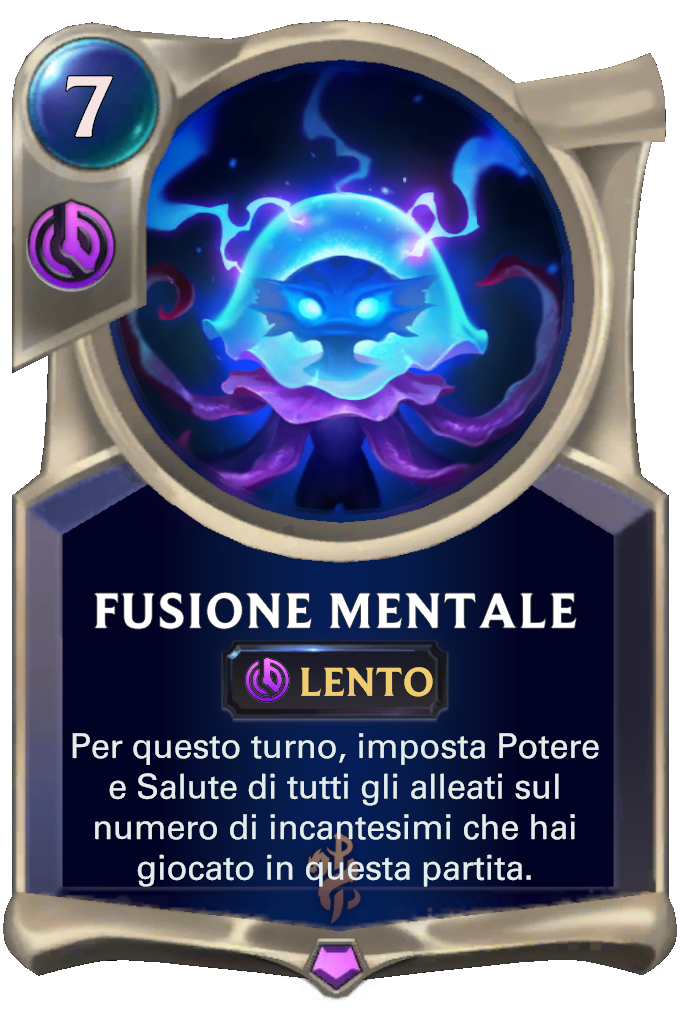 7
FUSIONE MENTALE
LENTO
Per questo turno, imposta Potere
e Salute di tutti gli alleati sul
numero di incantesimi che hai
giocato in questa partita.